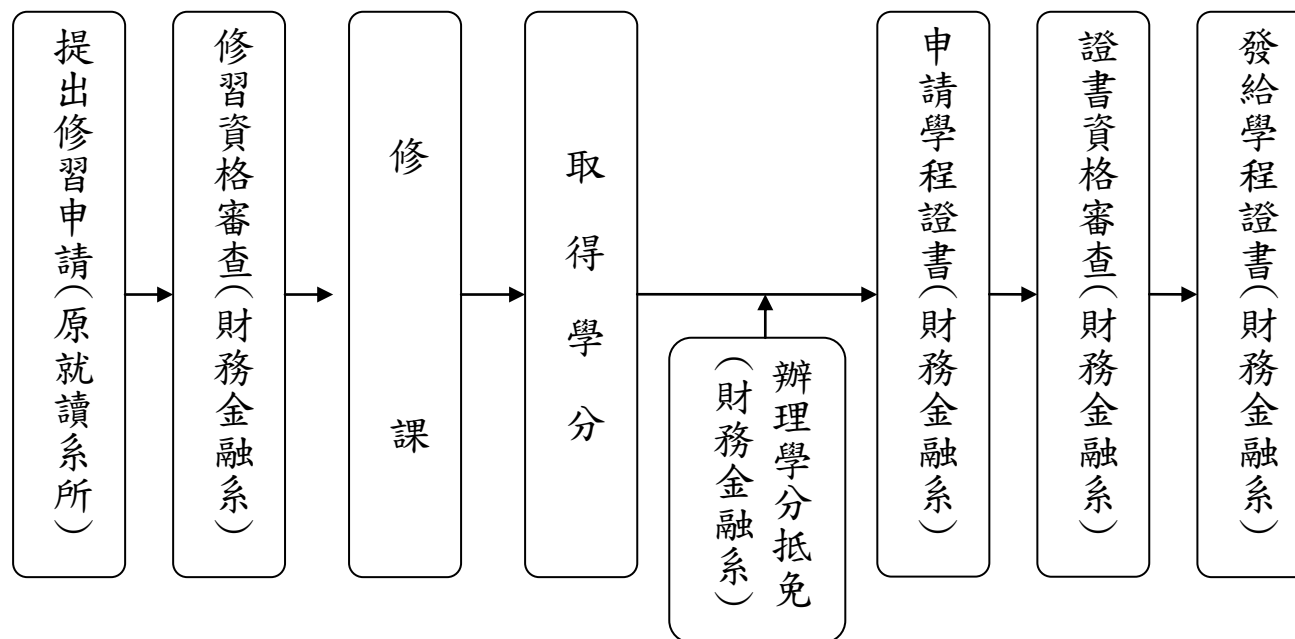 提出修習申請(原就讀系所)
修習資格審查(財務金融系)
修課
取得學分
辦理學分抵免
(財務金融系)
申請學程證書(財務金融系)
證書資格審查(財務金融系)
發給學程證書(財務金融系)